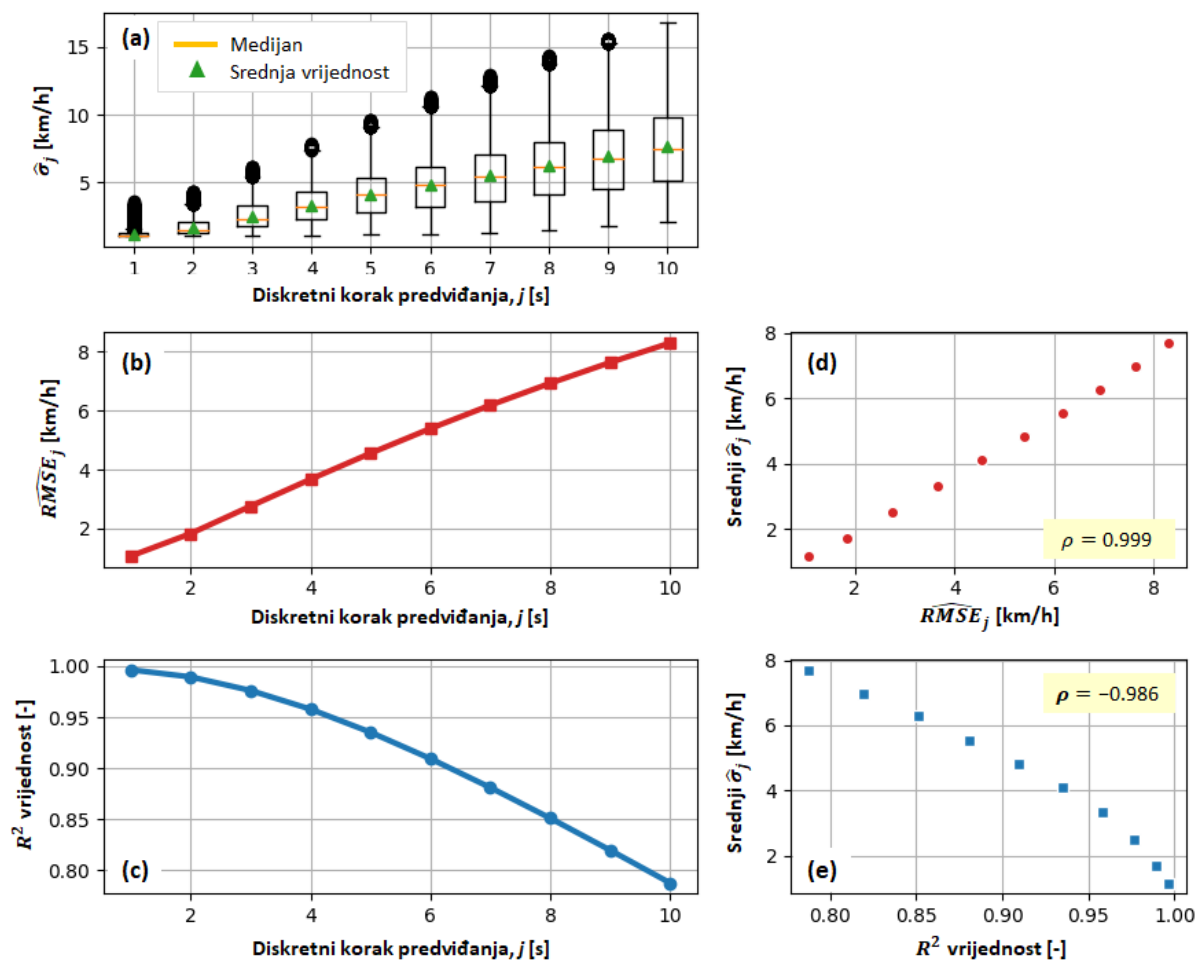 (a)
Medijan
Srednja vrijednost
15
10
5
σ̂j [km/h]
1 2 3 4 5 6 7 8 9 10
Diskretni korak predviđanja, j [s]
(b)
8
6
4
2
RMSEj [km/h]
2 4 6 8 10
Diskretni korak predviđanja, j [s]
(d)
8
6
4
2
Srednji σ̂j [km/h]
ρ = 0.999
2 4 6 8
RMSEj [km/h]
(c)
1.00
0.95
0.90
0.85
0.80
R² vrijednost [-]
2 4 6 8 10
Diskretni korak predviđanja, j [s]
(e)
8
6
4
2
Srednji σ̂j [km/h]
ρ = −0.986
0.80 0.85 0.90 0.95 1.00
R² vrijednost [-]